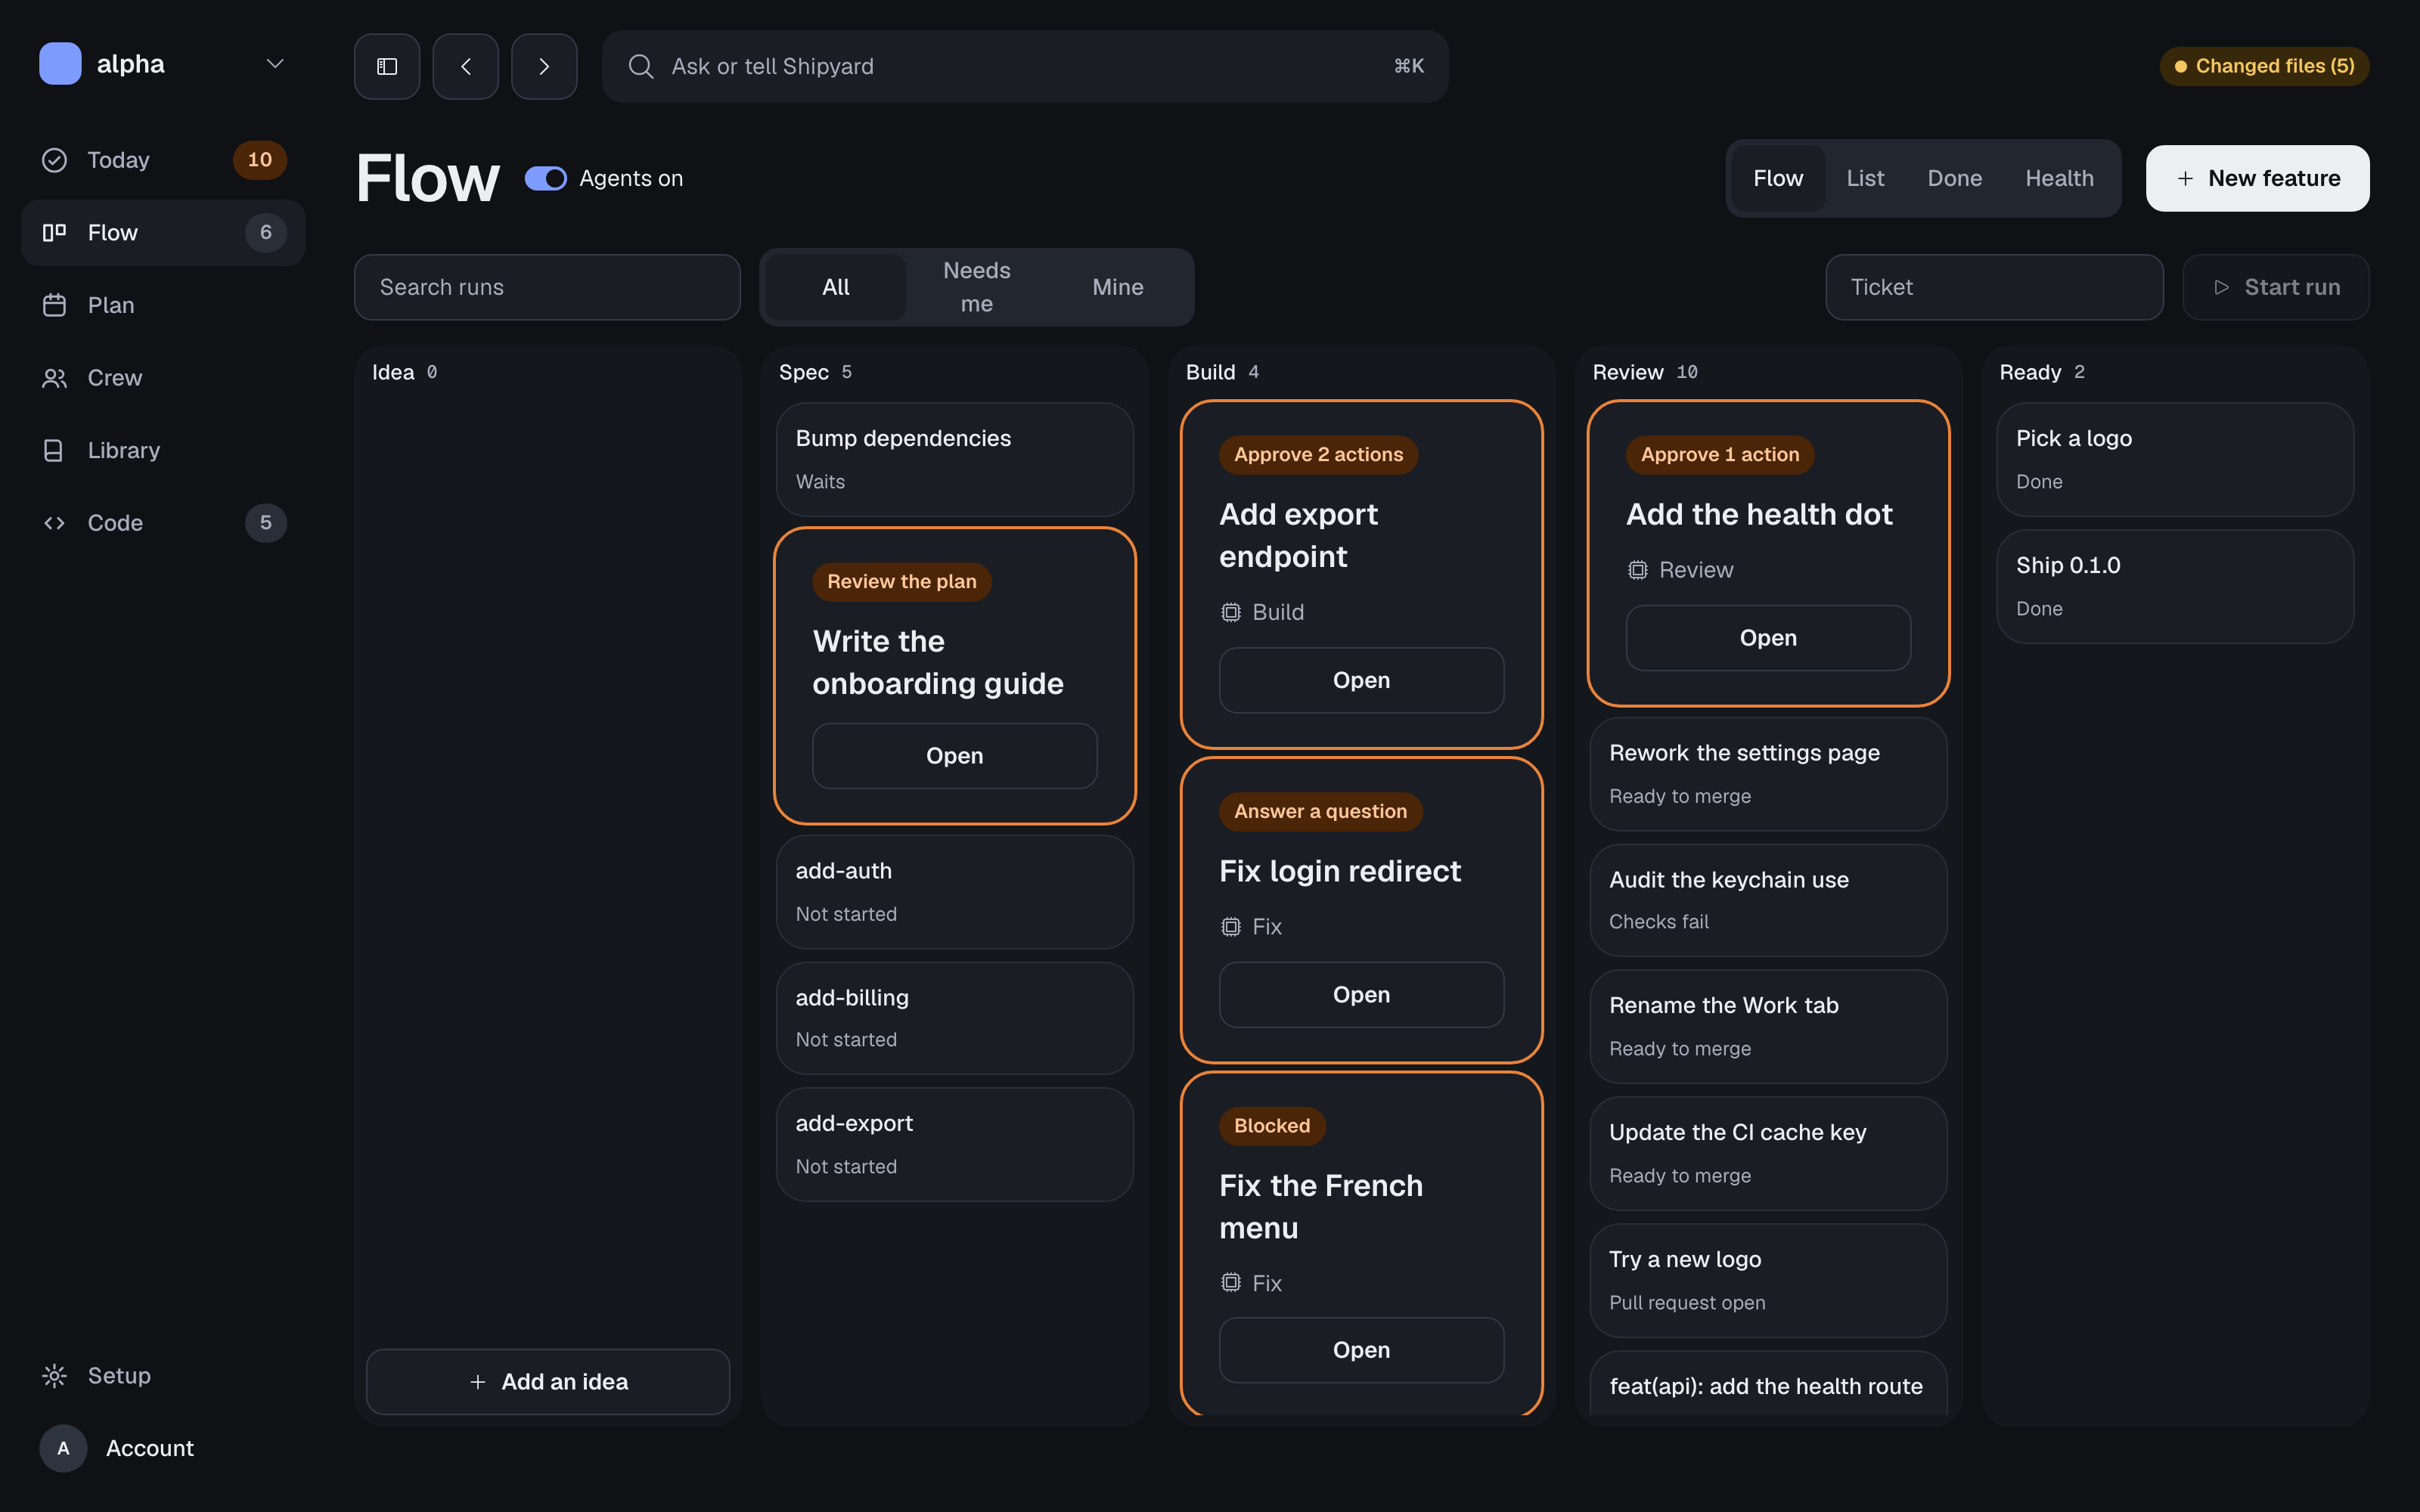 alpha
Ask or tell Shipyard
⌘K
Changed files (5)
Today
10
Flow
6
Plan
Crew
Library
Code
5
Setup
A
Account
Flow
Agents on
Flow
List
Done
Health
+ New feature
Search runs
All
Needs
me
Mine
Ticket
Start run
Idea 0
+ Add an idea
Spec 5
Bump dependencies
Waits
Review the plan
Write the
onboarding guide
Open
add-auth
Not started
add-billing
Not started
add-export
Not started
Build 4
Approve 2 actions
Add export
endpoint
Build
Open
Answer a question
Fix login redirect
Fix
Open
Blocked
Fix the French
menu
Fix
Open
Review 10
Approve 1 action
Add the health dot
Review
Open
Rework the settings page
Ready to merge
Audit the keychain use
Checks fail
Rename the Work tab
Ready to merge
Update the CI cache key
Ready to merge
Try a new logo
Pull request open
feat(api): add the health route
Ready 2
Pick a logo
Done
Ship 0.1.0
Done